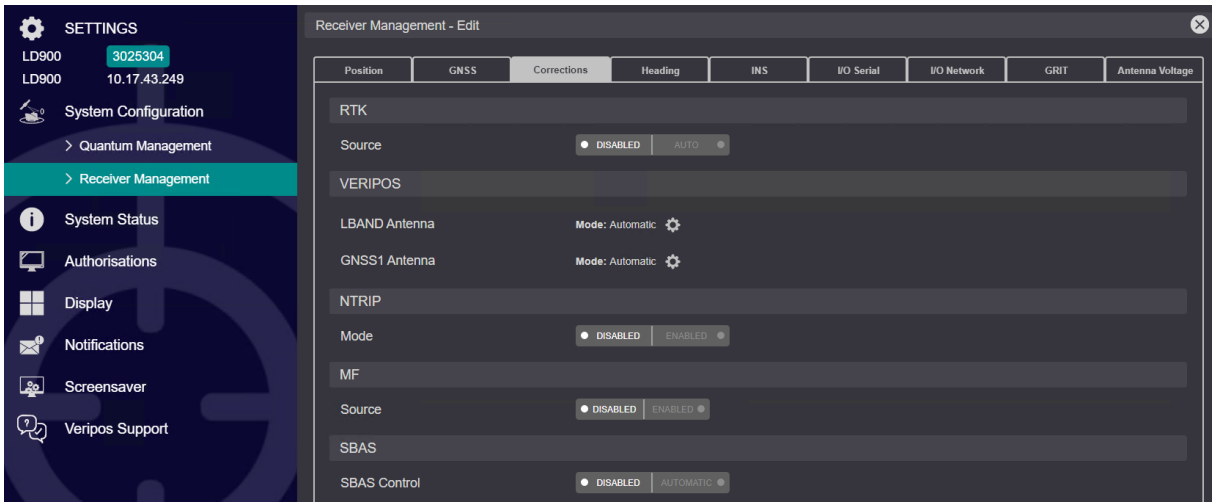 SETTINGS
LD900 3025304
LD900 10.17.43.249
System Configuration
> Quantum Management
> Receiver Management
System Status
Authorisations
Display
Notifications
Screensaver
Veripos Support
Receiver Management - Edit
Position GNSS Corrections Heading INS I/O Serial I/O Network GRIT Antenna Voltage
RTK
Source DISABLED AUTO
VERIPOS
LBAND Antenna Mode: Automatic
GNSS1 Antenna Mode: Automatic
NTRIP
Mode DISABLED ENABLED
MF
Source DISABLED ENABLED
SBAS
SBAS Control DISABLED AUTOMATIC